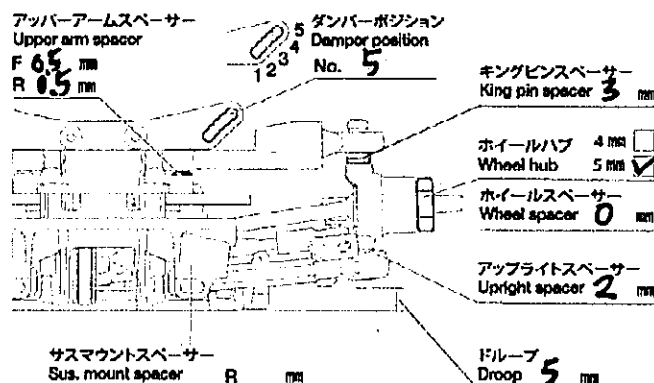 アッパーアームスペーサー
Upper arm spacer
F 0.5 mm
R 0.5 mm
5
4
3
2
1
ダンパーポジション
Damper position
No. 5
キングピンスペーサー
King pin spacer 3 mm
ホイールハブ 4 mm
Wheel hub 5 mm ✓
ホイールスペーサー
Wheel spacer 0 mm
アップライトスペーサー
Upright spacer 2 mm
サスマウントスペーサー
Sus. mount spacer R mm
ドループ
Droop 5 mm